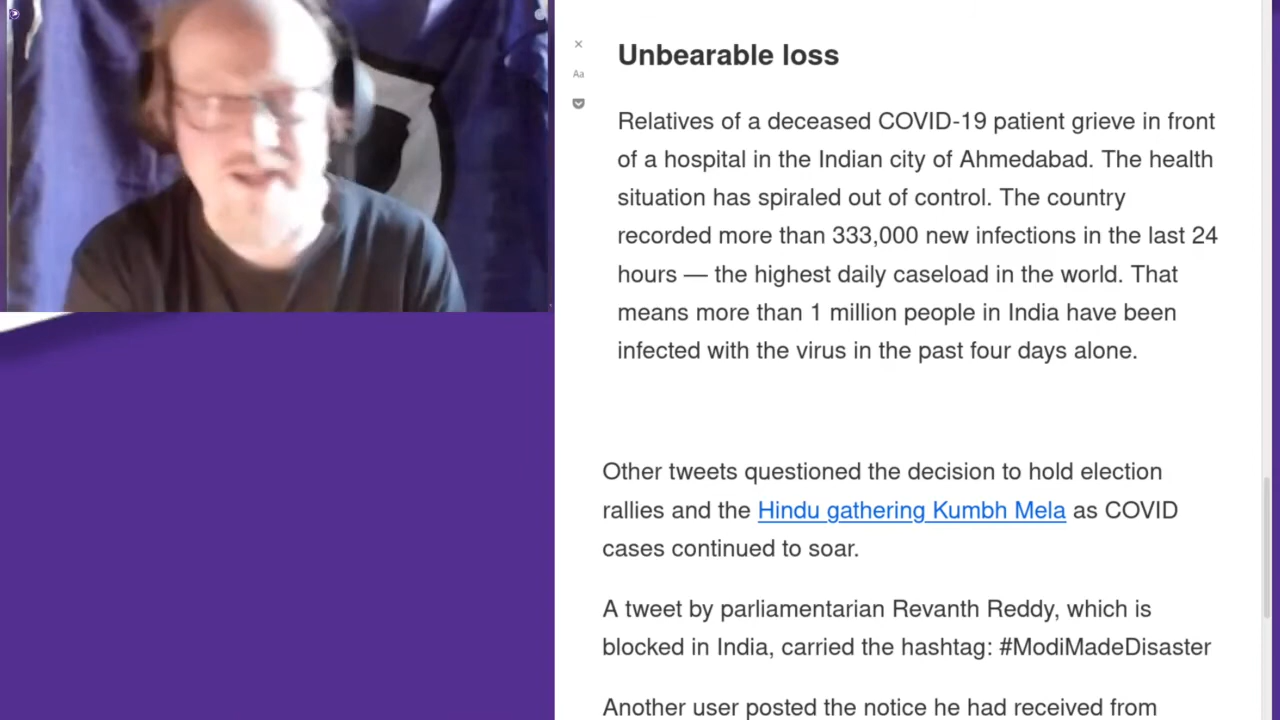 Unbearable loss
Aa
Relatives of a deceased COVID-19 patient grieve in front
of a hospital in the Indian city of Ahmedabad. The health
situation has spiraled out of control. The country
recorded more than 333,000 new infections in the last 24
hours — the highest daily caseload in the world. That
means more than 1 million people in India have been
infected with the virus in the past four days alone.
Other tweets questioned the decision to hold election
rallies and the Hindu gathering Kumbh Mela as COVID
cases continued to soar.
A tweet by parliamentarian Revanth Reddy, which is
blocked in India, carried the hashtag: #ModiMadeDisaster
Another user posted the notice he had received from